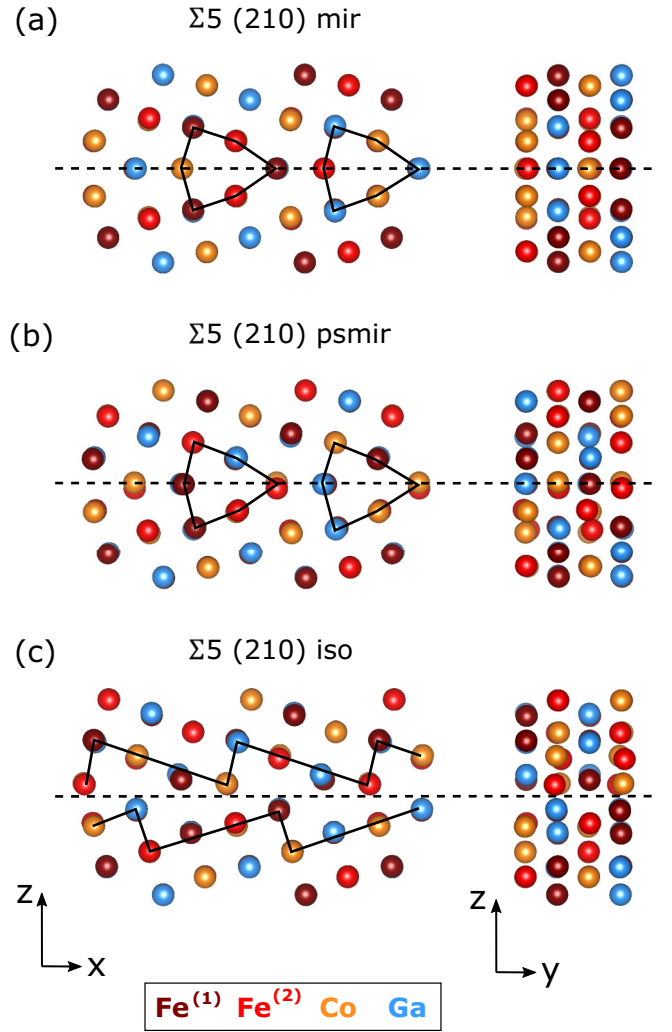 (a) Σ5 (210) mir
(b) Σ5 (210) psmir
(c) Σ5 (210) iso
z z
x y
Fe(1) Fe(2) Co Ga